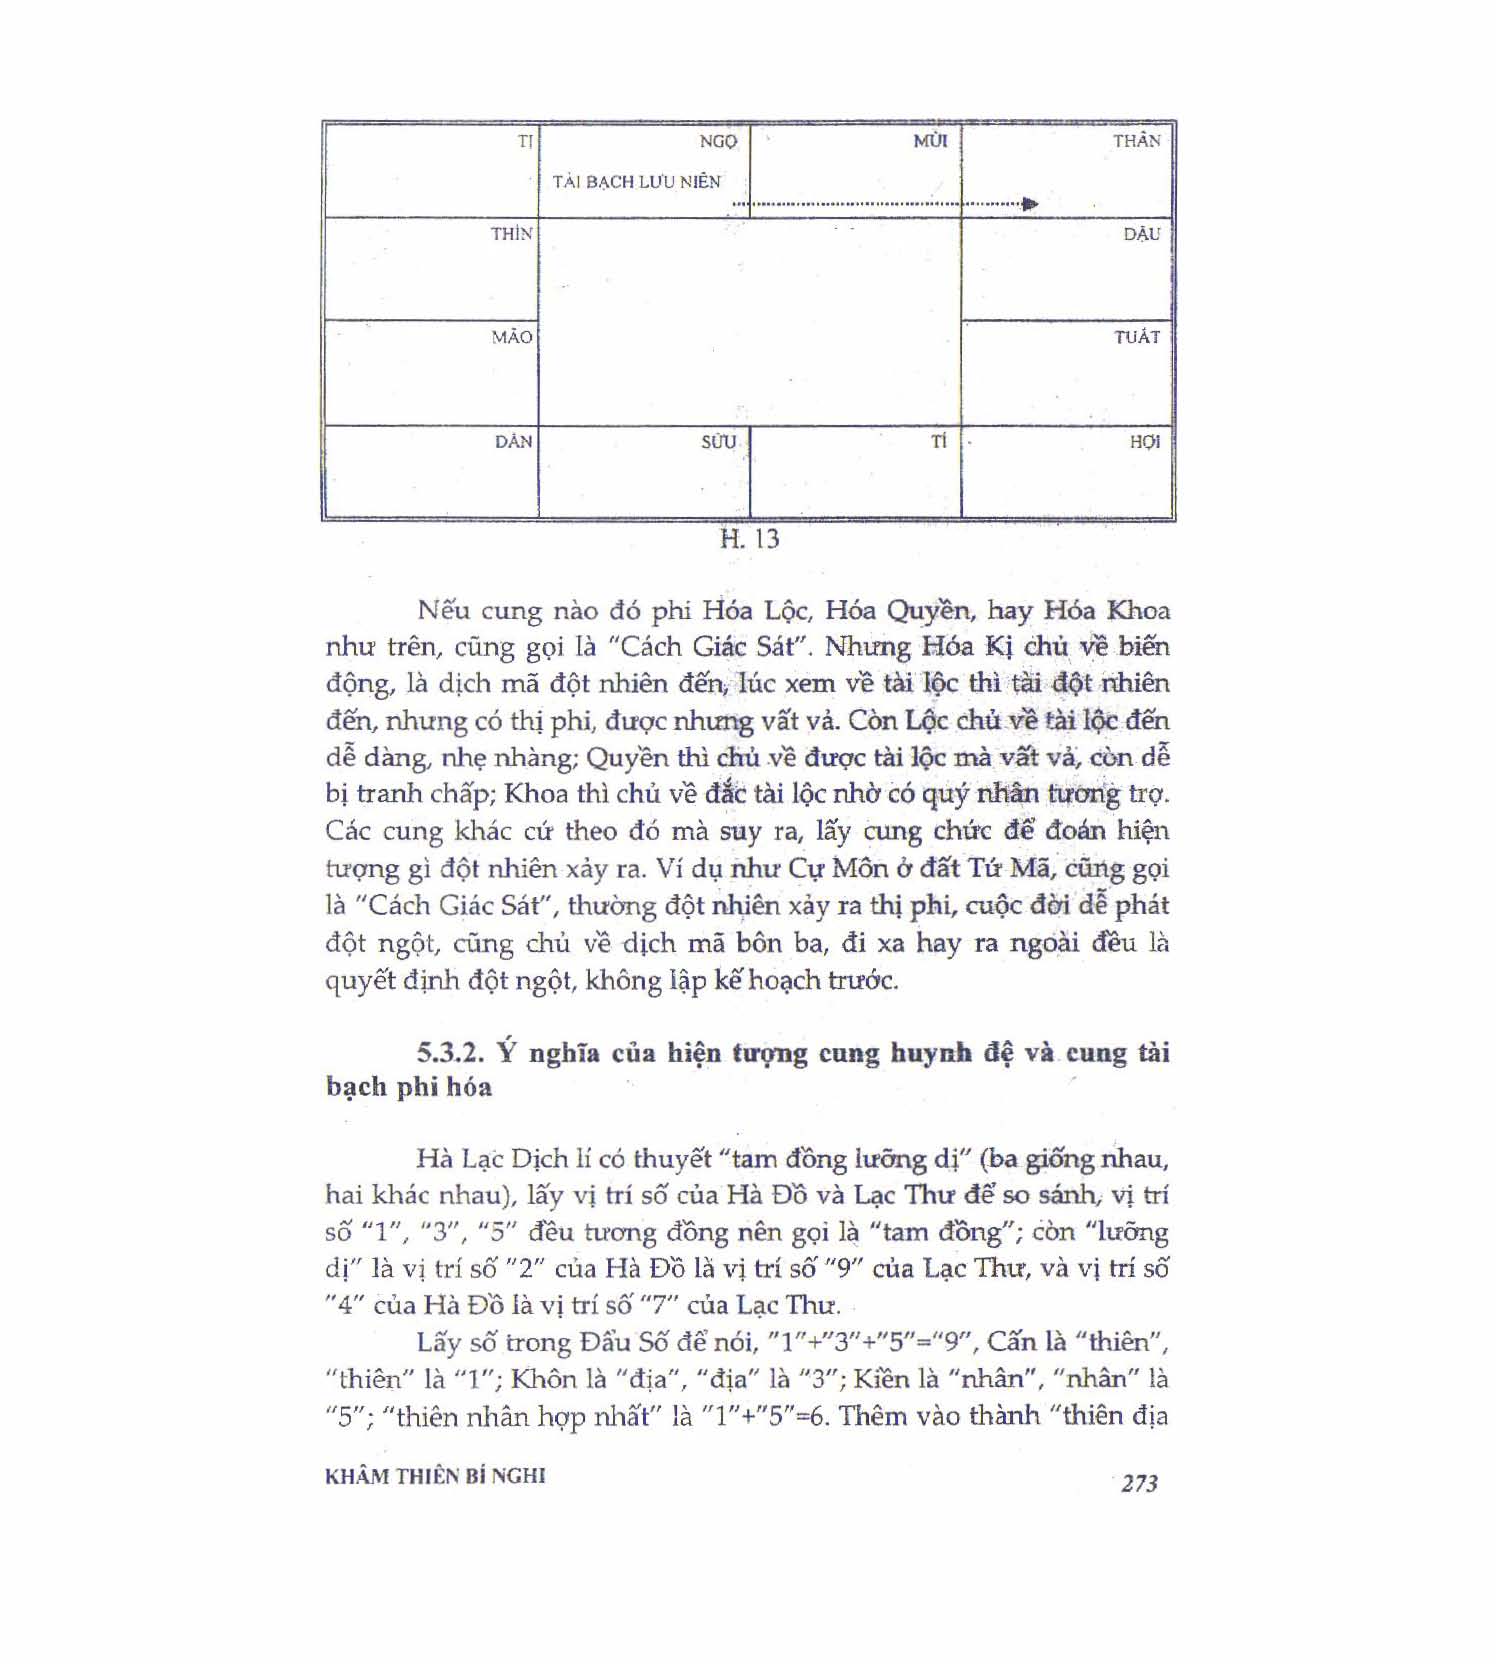 TỊ NGỌ MÙI THÂN
TÀI BẠCH LƯU NIÊN
THÌN DẬU
MÃO TUẤT
DẦN SỬU TÍ HỢI
H. 13
Nếu cung nào đó phi Hóa Lộc, Hóa Quyền, hay Hóa Khoa
như trên, cũng gọi là "Cách Giác Sát". Nhưng Hóa Kị chủ về biến
động, là dịch mã đột nhiên đến, lúc xem về tài lộc thì tài đột nhiên
đến, nhưng có thị phi, được nhưng vất vả. Còn Lộc chủ về tài lộc đến
dễ dàng, nhẹ nhàng; Quyền thì chủ về được tài lộc mà vất vả, còn dễ
bị tranh chấp; Khoa thì chủ về đắc tài lộc nhờ có quý nhân tương trợ.
Các cung khác cứ theo đó mà suy ra, lấy cung chức để đoán hiện
tượng gì đột nhiên xảy ra. Ví dụ như Cự Môn ở đất Tứ Mã, cũng gọi
là "Cách Giác Sát", thường đột nhiên xảy ra thị phi, cuộc đời dễ phát
đột ngột, cũng chủ về dịch mã bôn ba, đi xa hay ra ngoài đều là
quyết định đột ngột, không lập kế hoạch trước.
5.3.2. Ý nghĩa của hiện tượng cung huynh đệ và cung tài
bạch phi hóa
Hà Lạc Dịch lí có thuyết "tam đồng lưỡng dị" (ba giống nhau,
hai khác nhau), lấy vị trí số của Hà Đồ và Lạc Thư để so sánh, vị trí
số "1", "3", "5" đều tương đồng nên gọi là "tam đồng"; còn "lưỡng
dị" là vị trí số "2" của Hà Đồ là vị trí số "9" của Lạc Thư, và vị trí số
"4" của Hà Đồ là vị trí số "7" của Lạc Thư.
Lấy số trong Đẩu Số để nói, "1"+"3"+"5"="9", Cấn là "thiên",
"thiên" là "1"; Khôn là "địa", "địa" là "3"; Kiền là "nhân", "nhân" là
"5"; "thiên nhân hợp nhất" là "1"+"5"=6. Thêm vào thành "thiên địa
KHÂM THIÊN BÍ NGHI 273